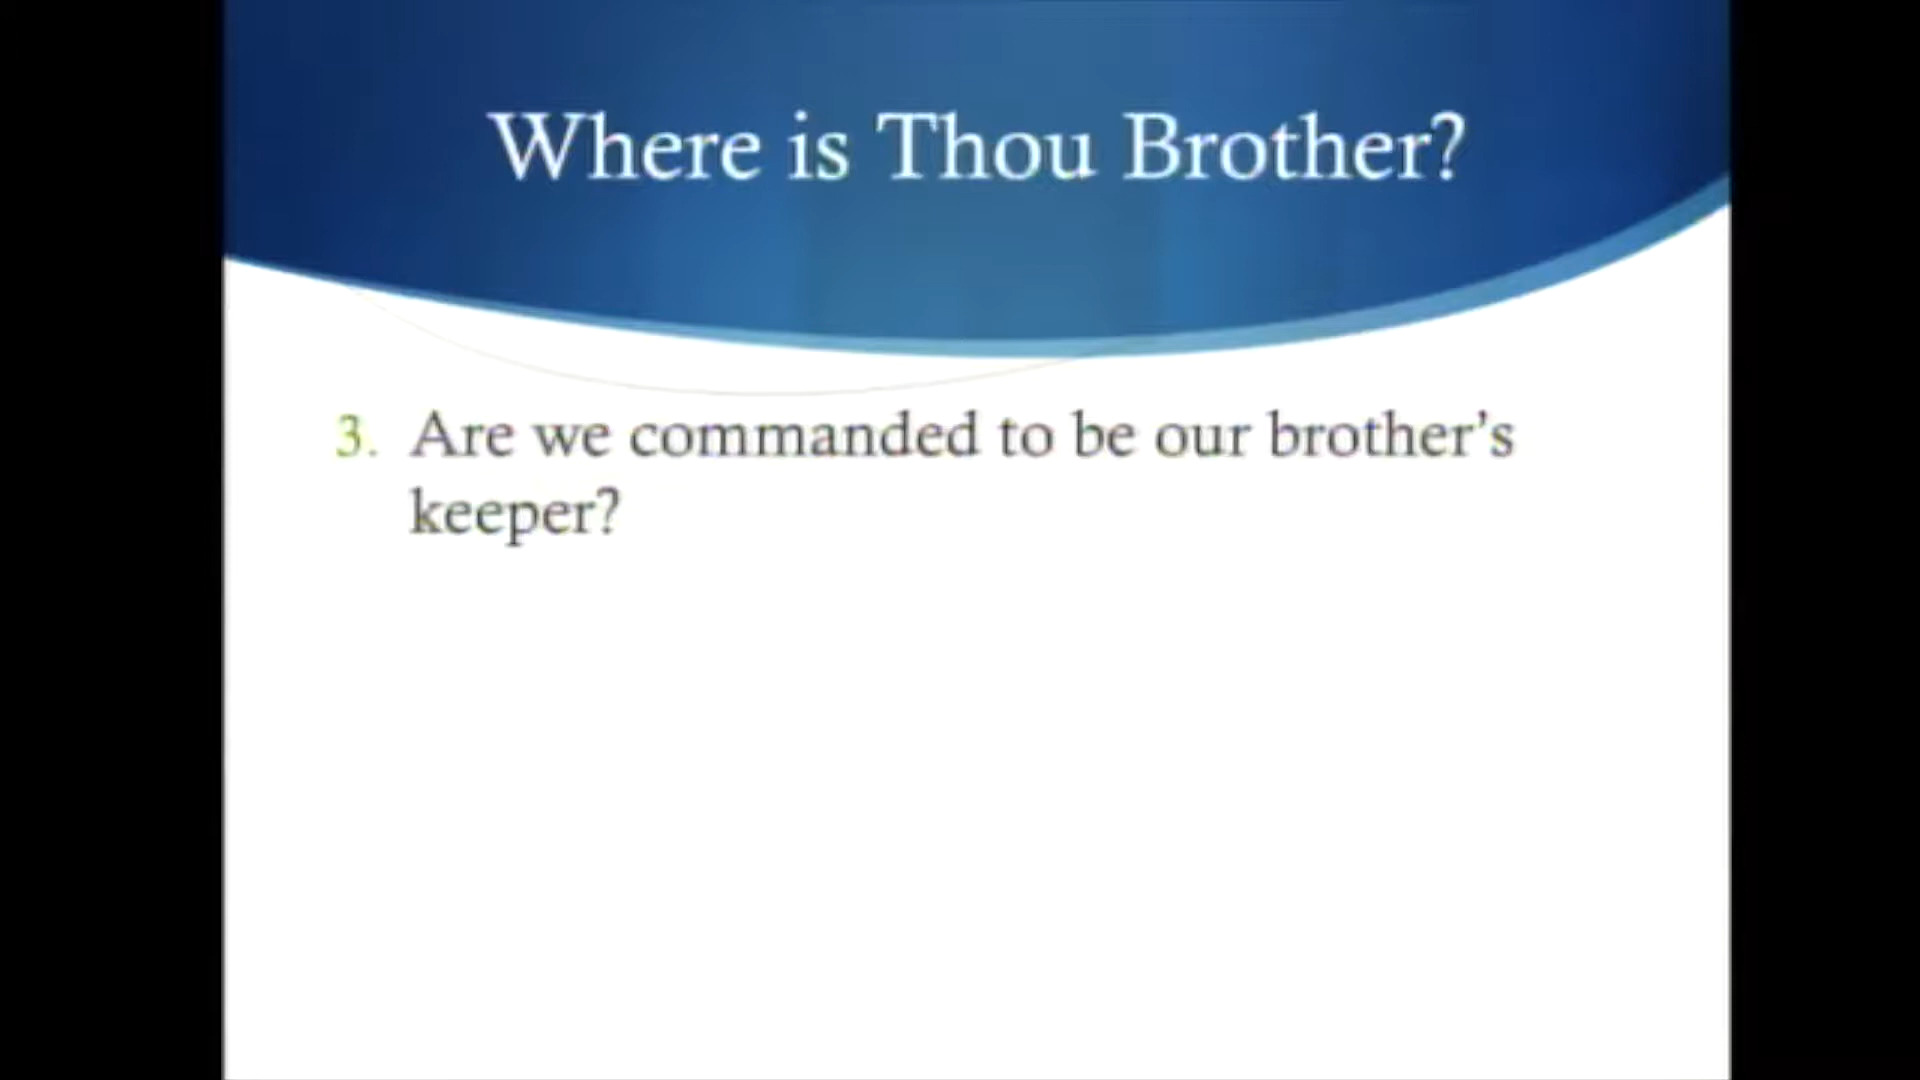 Where is Thou Brother?
3. Are we commanded to be our brother’s
keeper?